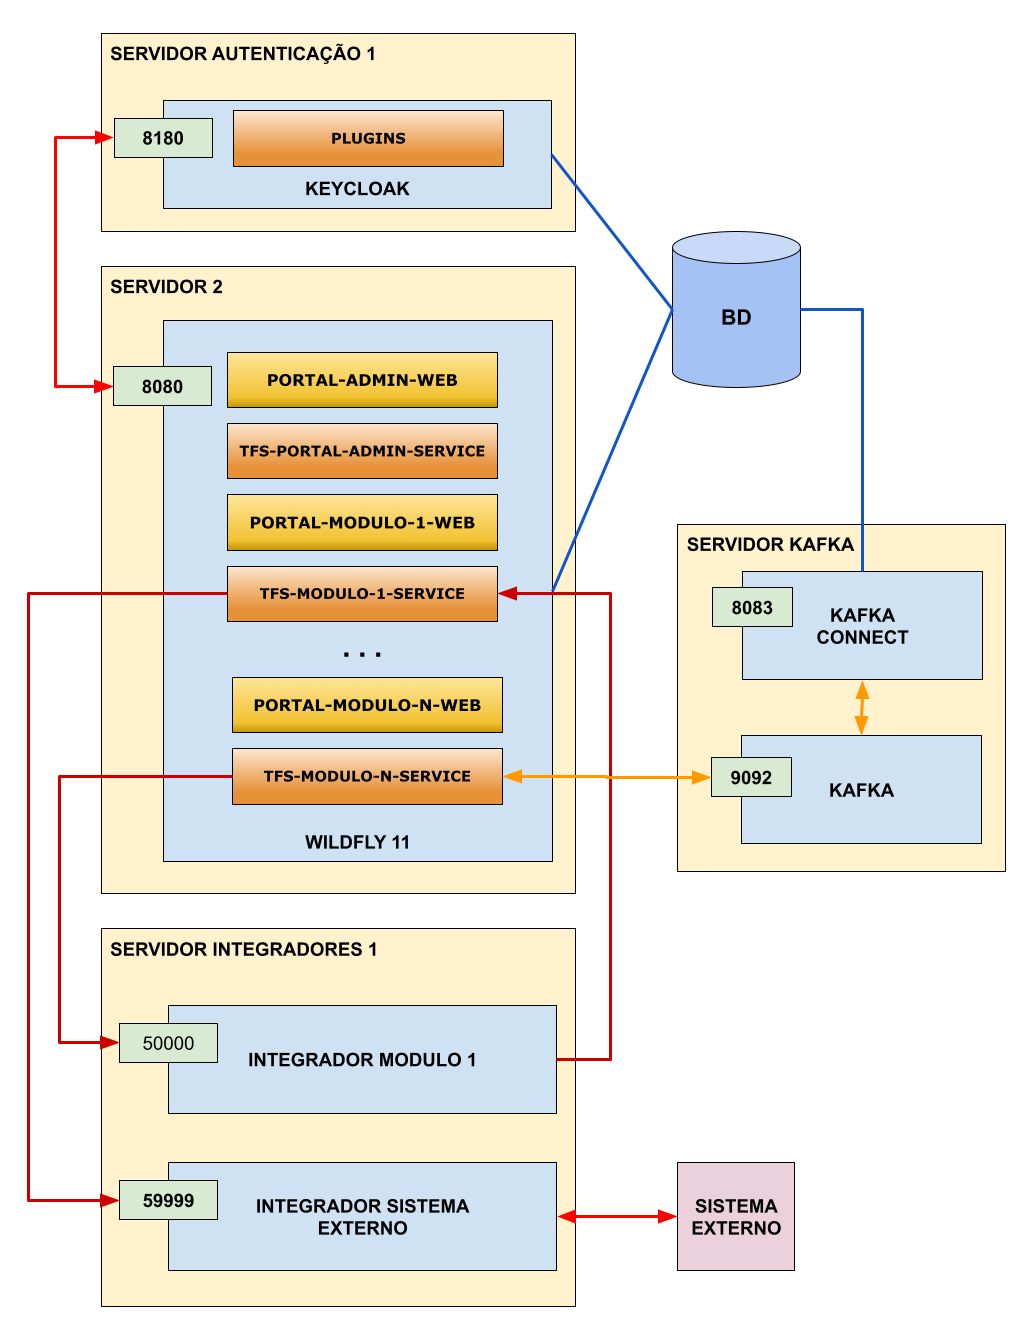 SERVIDOR AUTENTICAÇÃO 1
8180
PLUGINS
KEYCLOAK
BD
SERVIDOR 2
8080
PORTAL-ADMIN-WEB
TFS-PORTAL-ADMIN-SERVICE
PORTAL-MODULO-1-WEB
TFS-MODULO-1-SERVICE
. . .
PORTAL-MODULO-N-WEB
TFS-MODULO-N-SERVICE
WILDFLY 11
SERVIDOR KAFKA
8083
KAFKA
CONNECT
9092
KAFKA
SERVIDOR INTEGRADORES 1
50000
INTEGRADOR MODULO 1
59999
INTEGRADOR SISTEMA
EXTERNO
SISTEMA
EXTERNO